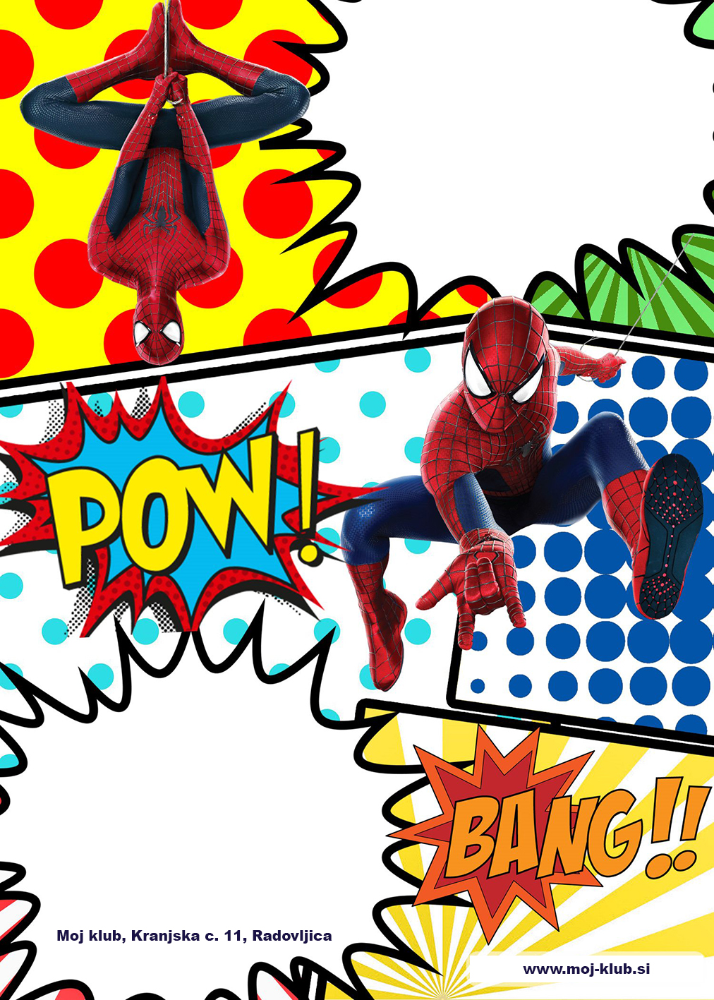 POW!
BANG!!
Moj klub, Kranjska c. 11, Radovljica
www.moj-klub.si